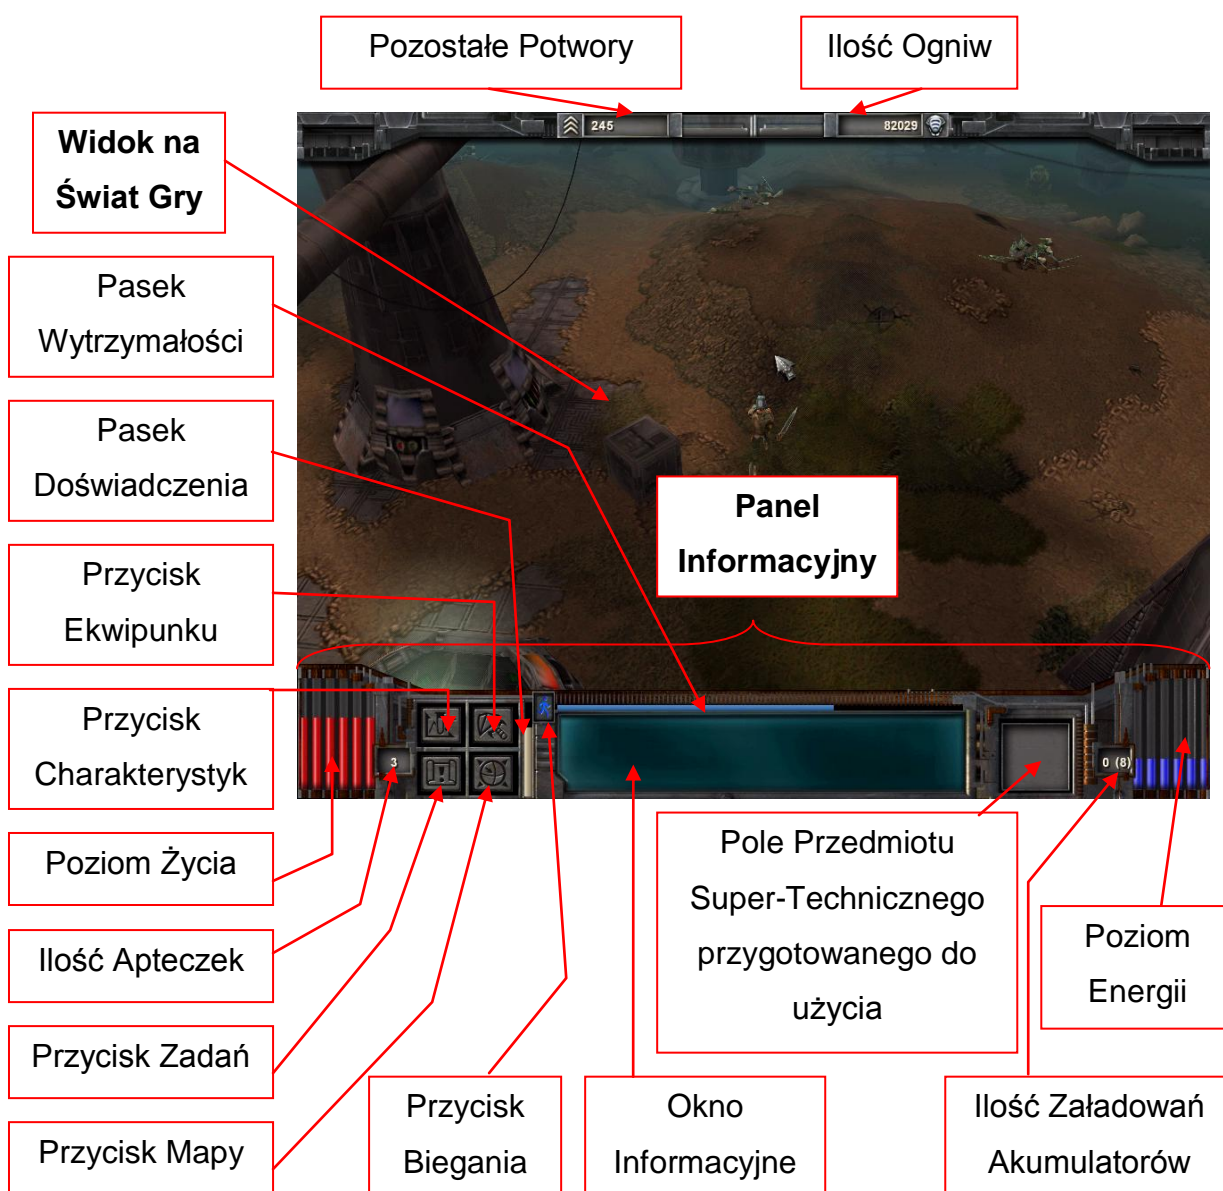 Pozostałe Potwory
Ilość Ogniw
245
82029
Widok na
Świat Gry
Pasek
Wytrzymałości
Pasek
Doświadczenia
Panel
Informacyjny
Przycisk
Ekwipunku
Przycisk
Charakterystyk
3
0 (8)
Poziom Życia
Pole Przedmiotu
Super-Technicznego
przygotowanego do
użycia
Poziom
Energii
Ilość Apteczek
Przycisk Zadań
Przycisk Mapy
Przycisk
Biegania
Okno
Informacyjne
Ilość Załadowań
Akumulatorów